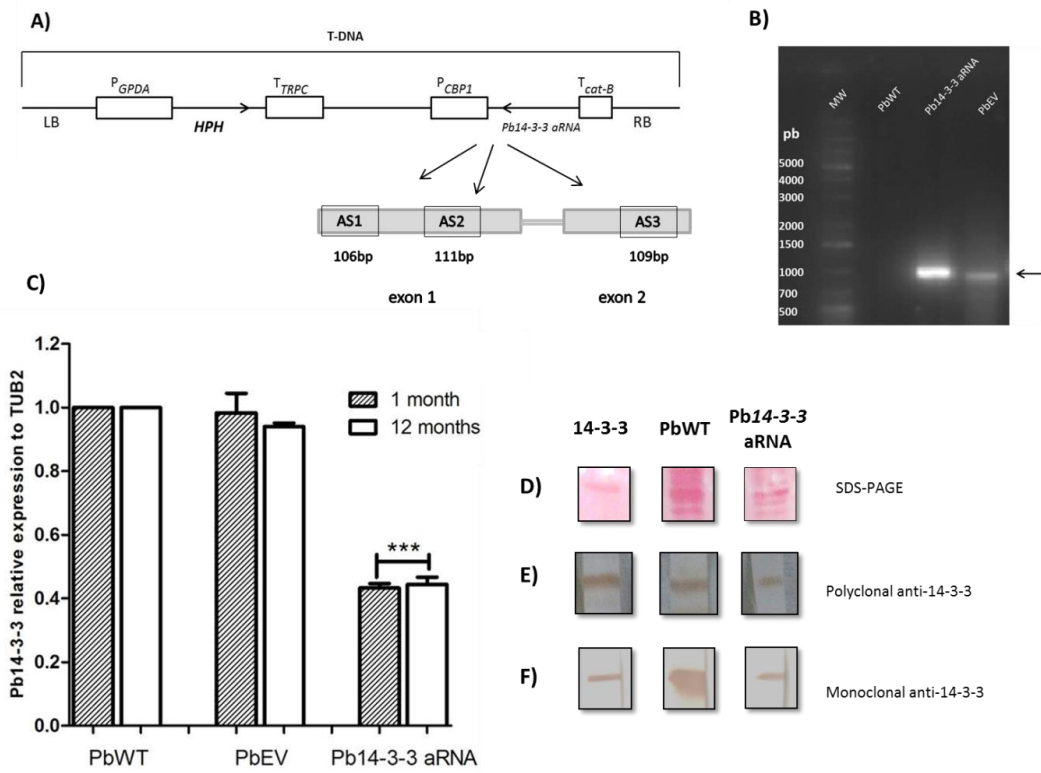 A)
T-DNA
P GPDA
T TRPC
P CBP1
T cat-B
LB
HPH
Pb14-3-3 aRNA
RB
AS1
AS2
AS3
106bp
111bp
109bp
exon 1
exon 2
B)
MW
PbWT
Pb14-3-3 aRNA
PbEV
pb
5000
4000
3000
2000
1500
1000
700
500
C)
Pb14-3-3 relative expression to TUB2
1.2
1.0
0.8
0.6
0.4
0.2
0.0
1 month
12 months
***
PbWT
PbEV
Pb14-3-3 aRNA
14-3-3
PbWT
Pb14-3-3
aRNA
D)
SDS-PAGE
E)
Polyclonal anti-14-3-3
F)
Monoclonal anti-14-3-3